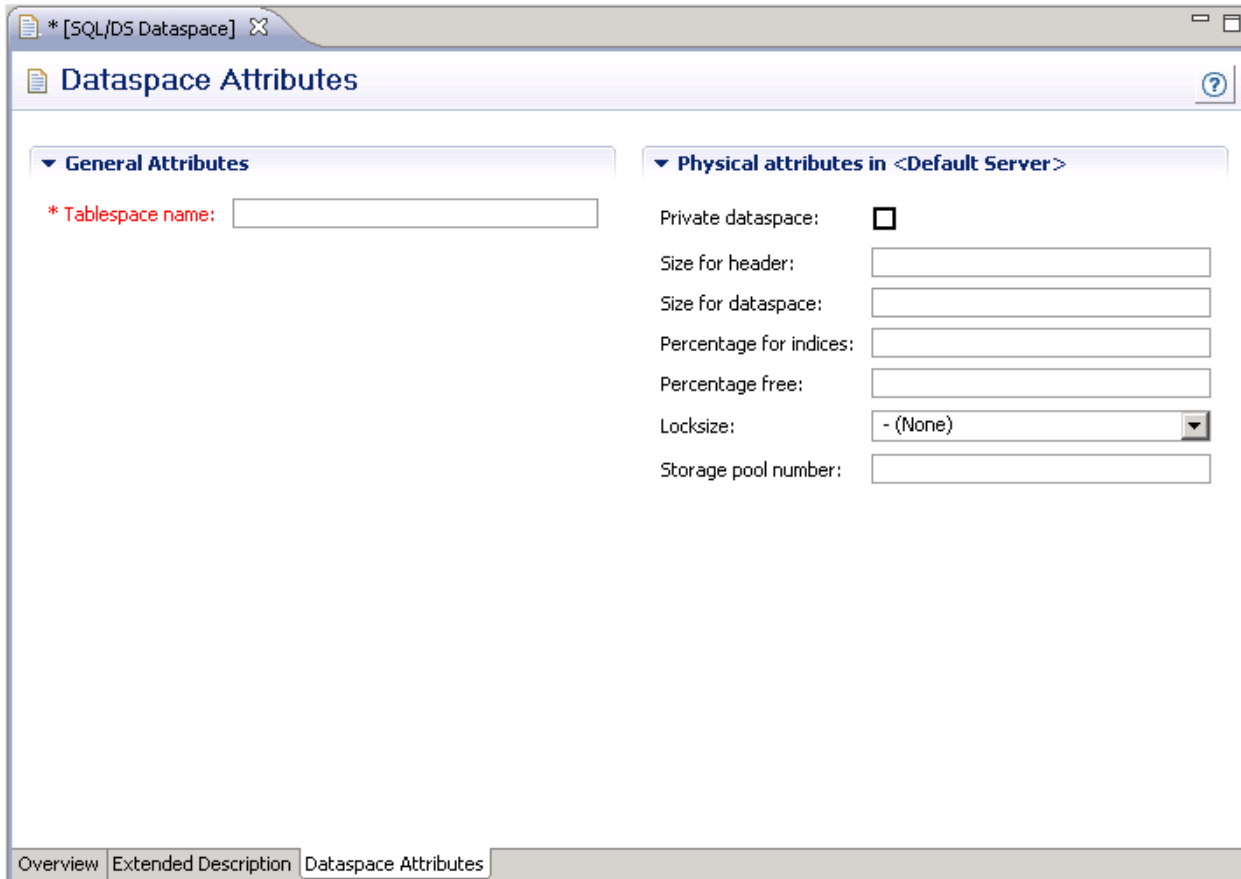 * [SQL/DS Dataspace]
Dataspace Attributes
?
General Attributes
* Tablespace name:
Physical attributes in <Default Server>
Private dataspace:
Size for header:
Size for dataspace:
Percentage for indices:
Percentage free:
Locksize: - (None)
Storage pool number:
Overview Extended Description Dataspace Attributes